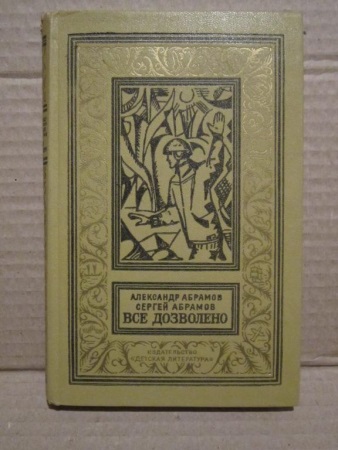 АЛЕКСАНДР АБРАМОВ
СЕРГЕЙ АБРАМОВ
ВСЕ ДОЗВОЛЕНО
ИЗДАТЕЛЬСТВО
«ДЕТСКАЯ ЛИТЕРАТУРА»